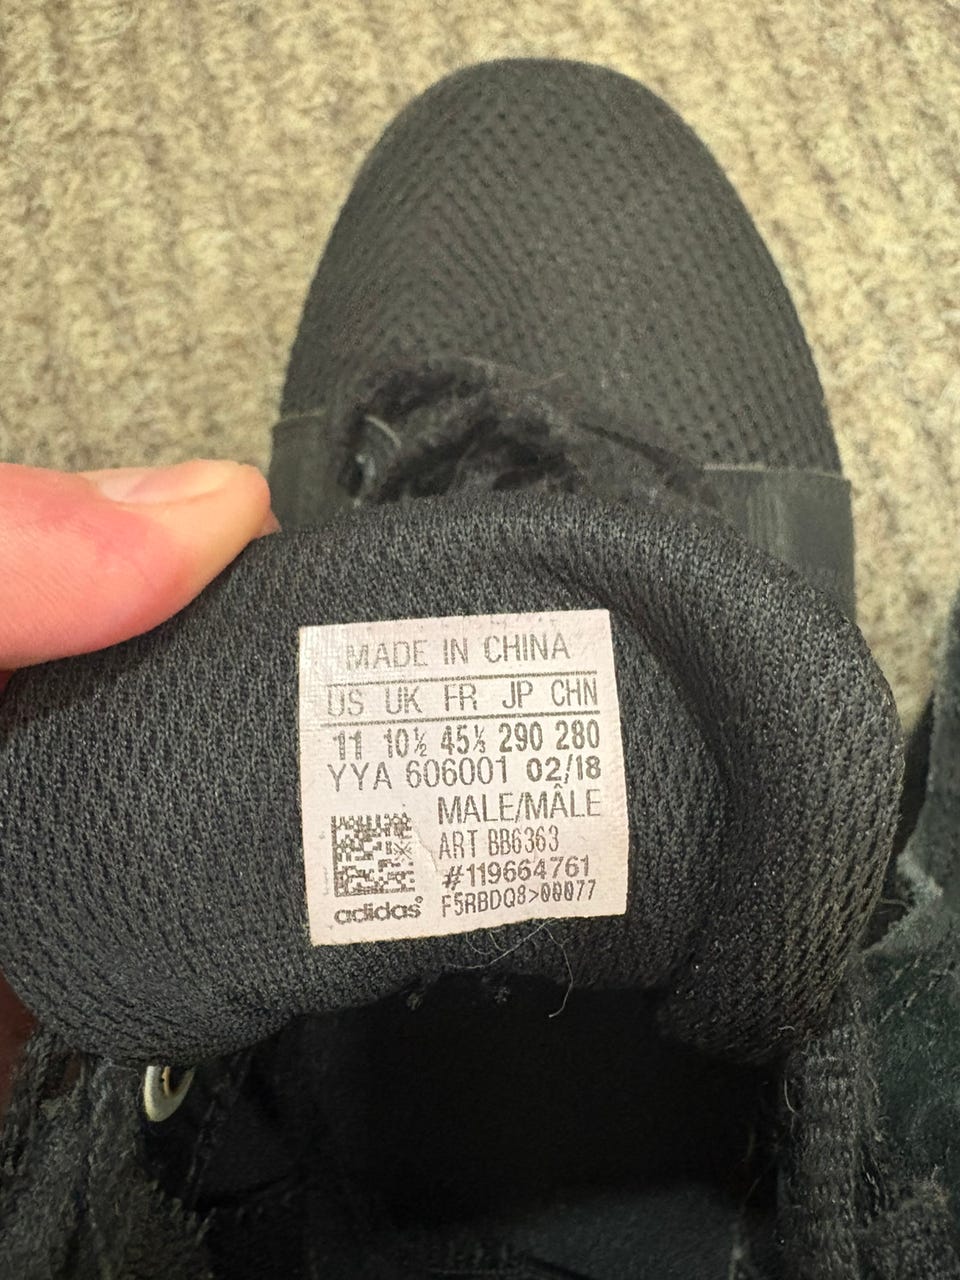 MADE IN CHINA
US UK FR JP CHN
11 10½ 45⅓ 290 280
YYA 606001 02/18
MALE/MÂLE
ART BB6363
#119664761
adidas® F5RBDQ8>00077